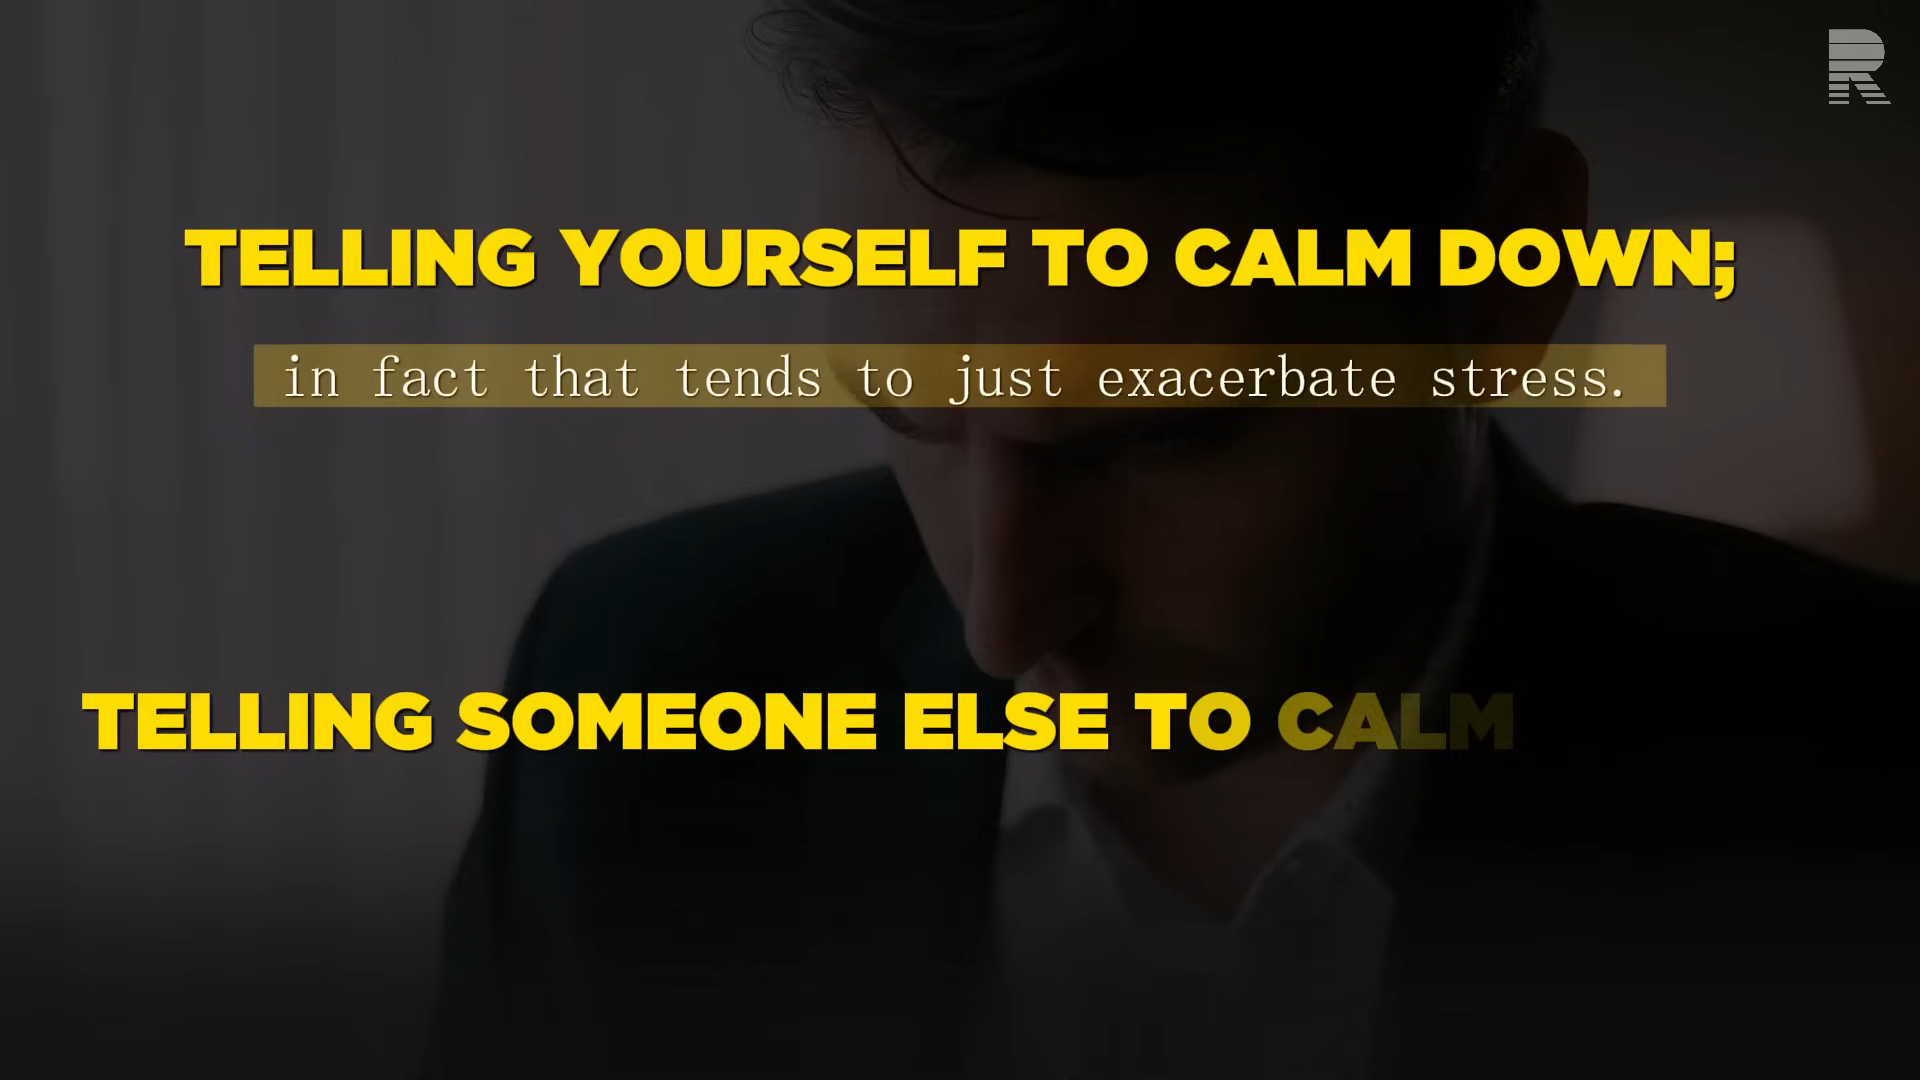 R
TELLING YOURSELF TO CALM DOWN;
in fact that tends to just exacerbate stress.
TELLING SOMEONE ELSE TO CALM